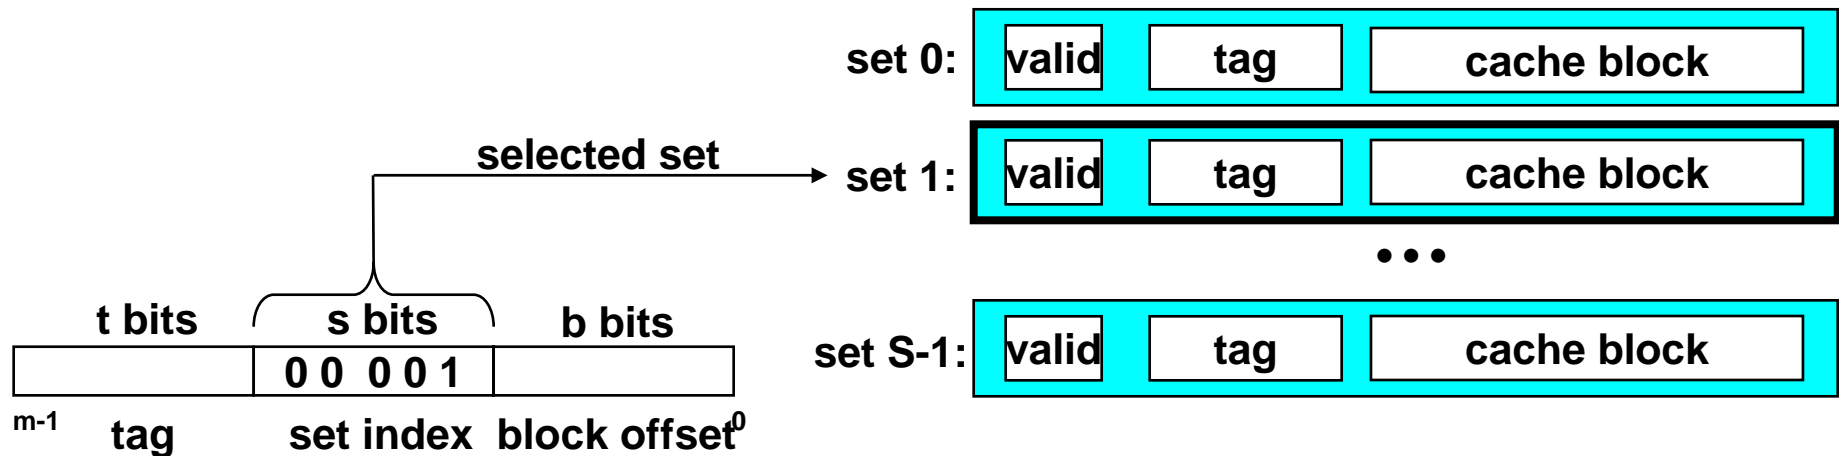 set 0: valid tag cache block
selected set
set 1: valid tag cache block
• • •
t bits s bits b bits
0 0 0 0 1
set S-1: valid tag cache block
m-1 tag set index block offset 0